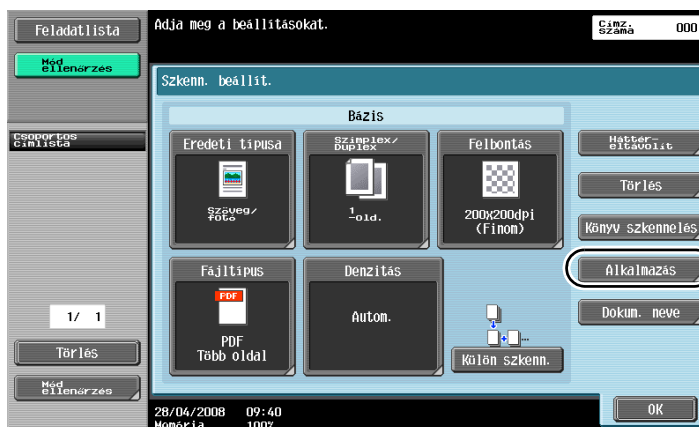 Feladatlista
Mód
ellenőrzés
Csoportos
címlista
1/ 1
Törlés
Mód
ellenőrzés
Adja meg a beállításokat.
Címz.
száma
000
Szkenn. beállít.
Bázis
Eredeti típusa
Szöveg/
fotó
Szimplex/
Duplex
1
-old.
Felbontás
200x200dpi
(Finom)
Fájltípus
PDF
PDF
Több oldal
Denzitás
Autom.
Külön szkenn.
Háttér-
eltávolít
Törlés
Könyv szkennelés
Alkalmazás
Dokum. neve
OK
28/04/2008 09:40
Memória 100%